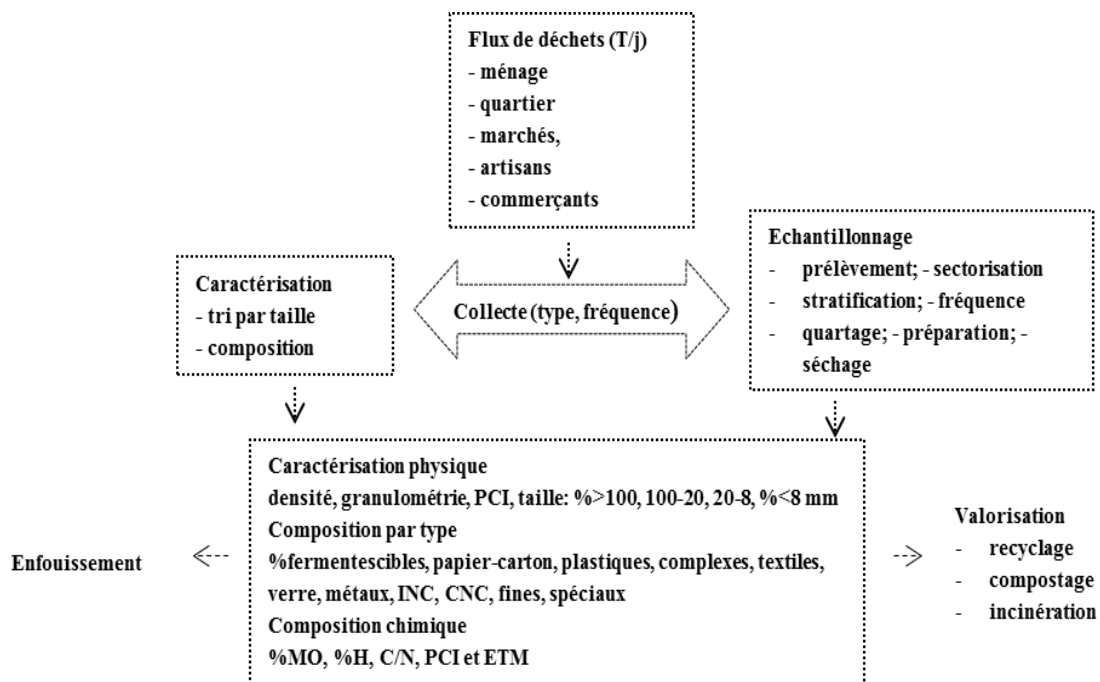 Flux de déchets (T/j)
- ménage
- quartier
- marchés,
- artisans
- commerçants
Caractérisation
- tri par taille
- composition
Collecte (type, fréquence)
Echantillonnage
- prélèvement; - sectorisation
- stratification; - fréquence
- quartage; - préparation; -
séchage
Caractérisation physique
densité, granulométrie, PCI, taille: %>100, 100-20, 20-8, %<8 mm
Composition par type
%fermentescibles, papier-carton, plastiques, complexes, textiles,
verre, métaux, INC, CNC, fines, spéciaux
Composition chimique
%MO, %H, C/N, PCI et ETM
Enfouissement
Valorisation
- recyclage
- compostage
- incinération